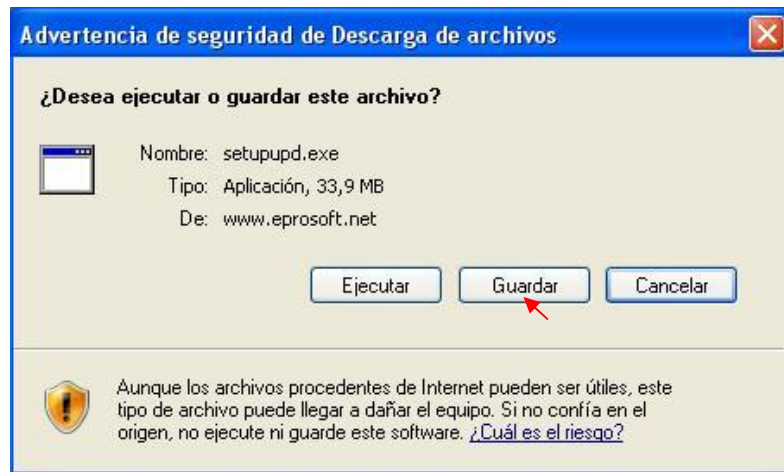 Advertencia de seguridad de Descarga de archivos
¿Desea ejecutar o guardar este archivo?
Nombre: setupupd.exe
Tipo: Aplicación, 33,9 MB
De: www.eprosoft.net
Ejecutar Guardar Cancelar
Aunque los archivos procedentes de Internet pueden ser útiles, este
tipo de archivo puede llegar a dañar el equipo. Si no confía en el
origen, no ejecute ni guarde este software. ¿Cuál es el riesgo?